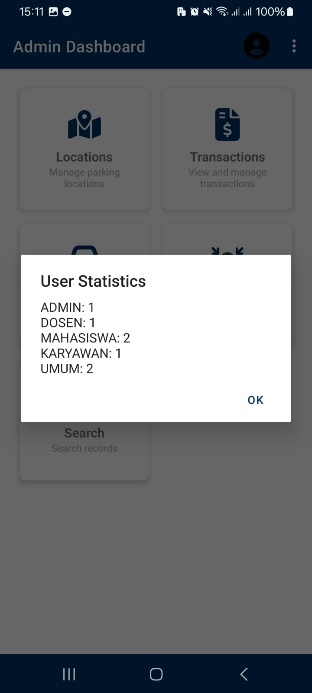 15:11 100%
Admin Dashboard
Locations
Manage parking
locations
Transactions
View and manage
transactions
User Statistics
ADMIN: 1
DOSEN: 1
MAHASISWA: 2
KARYAWAN: 1
UMUM: 2
OK
Search
Search records